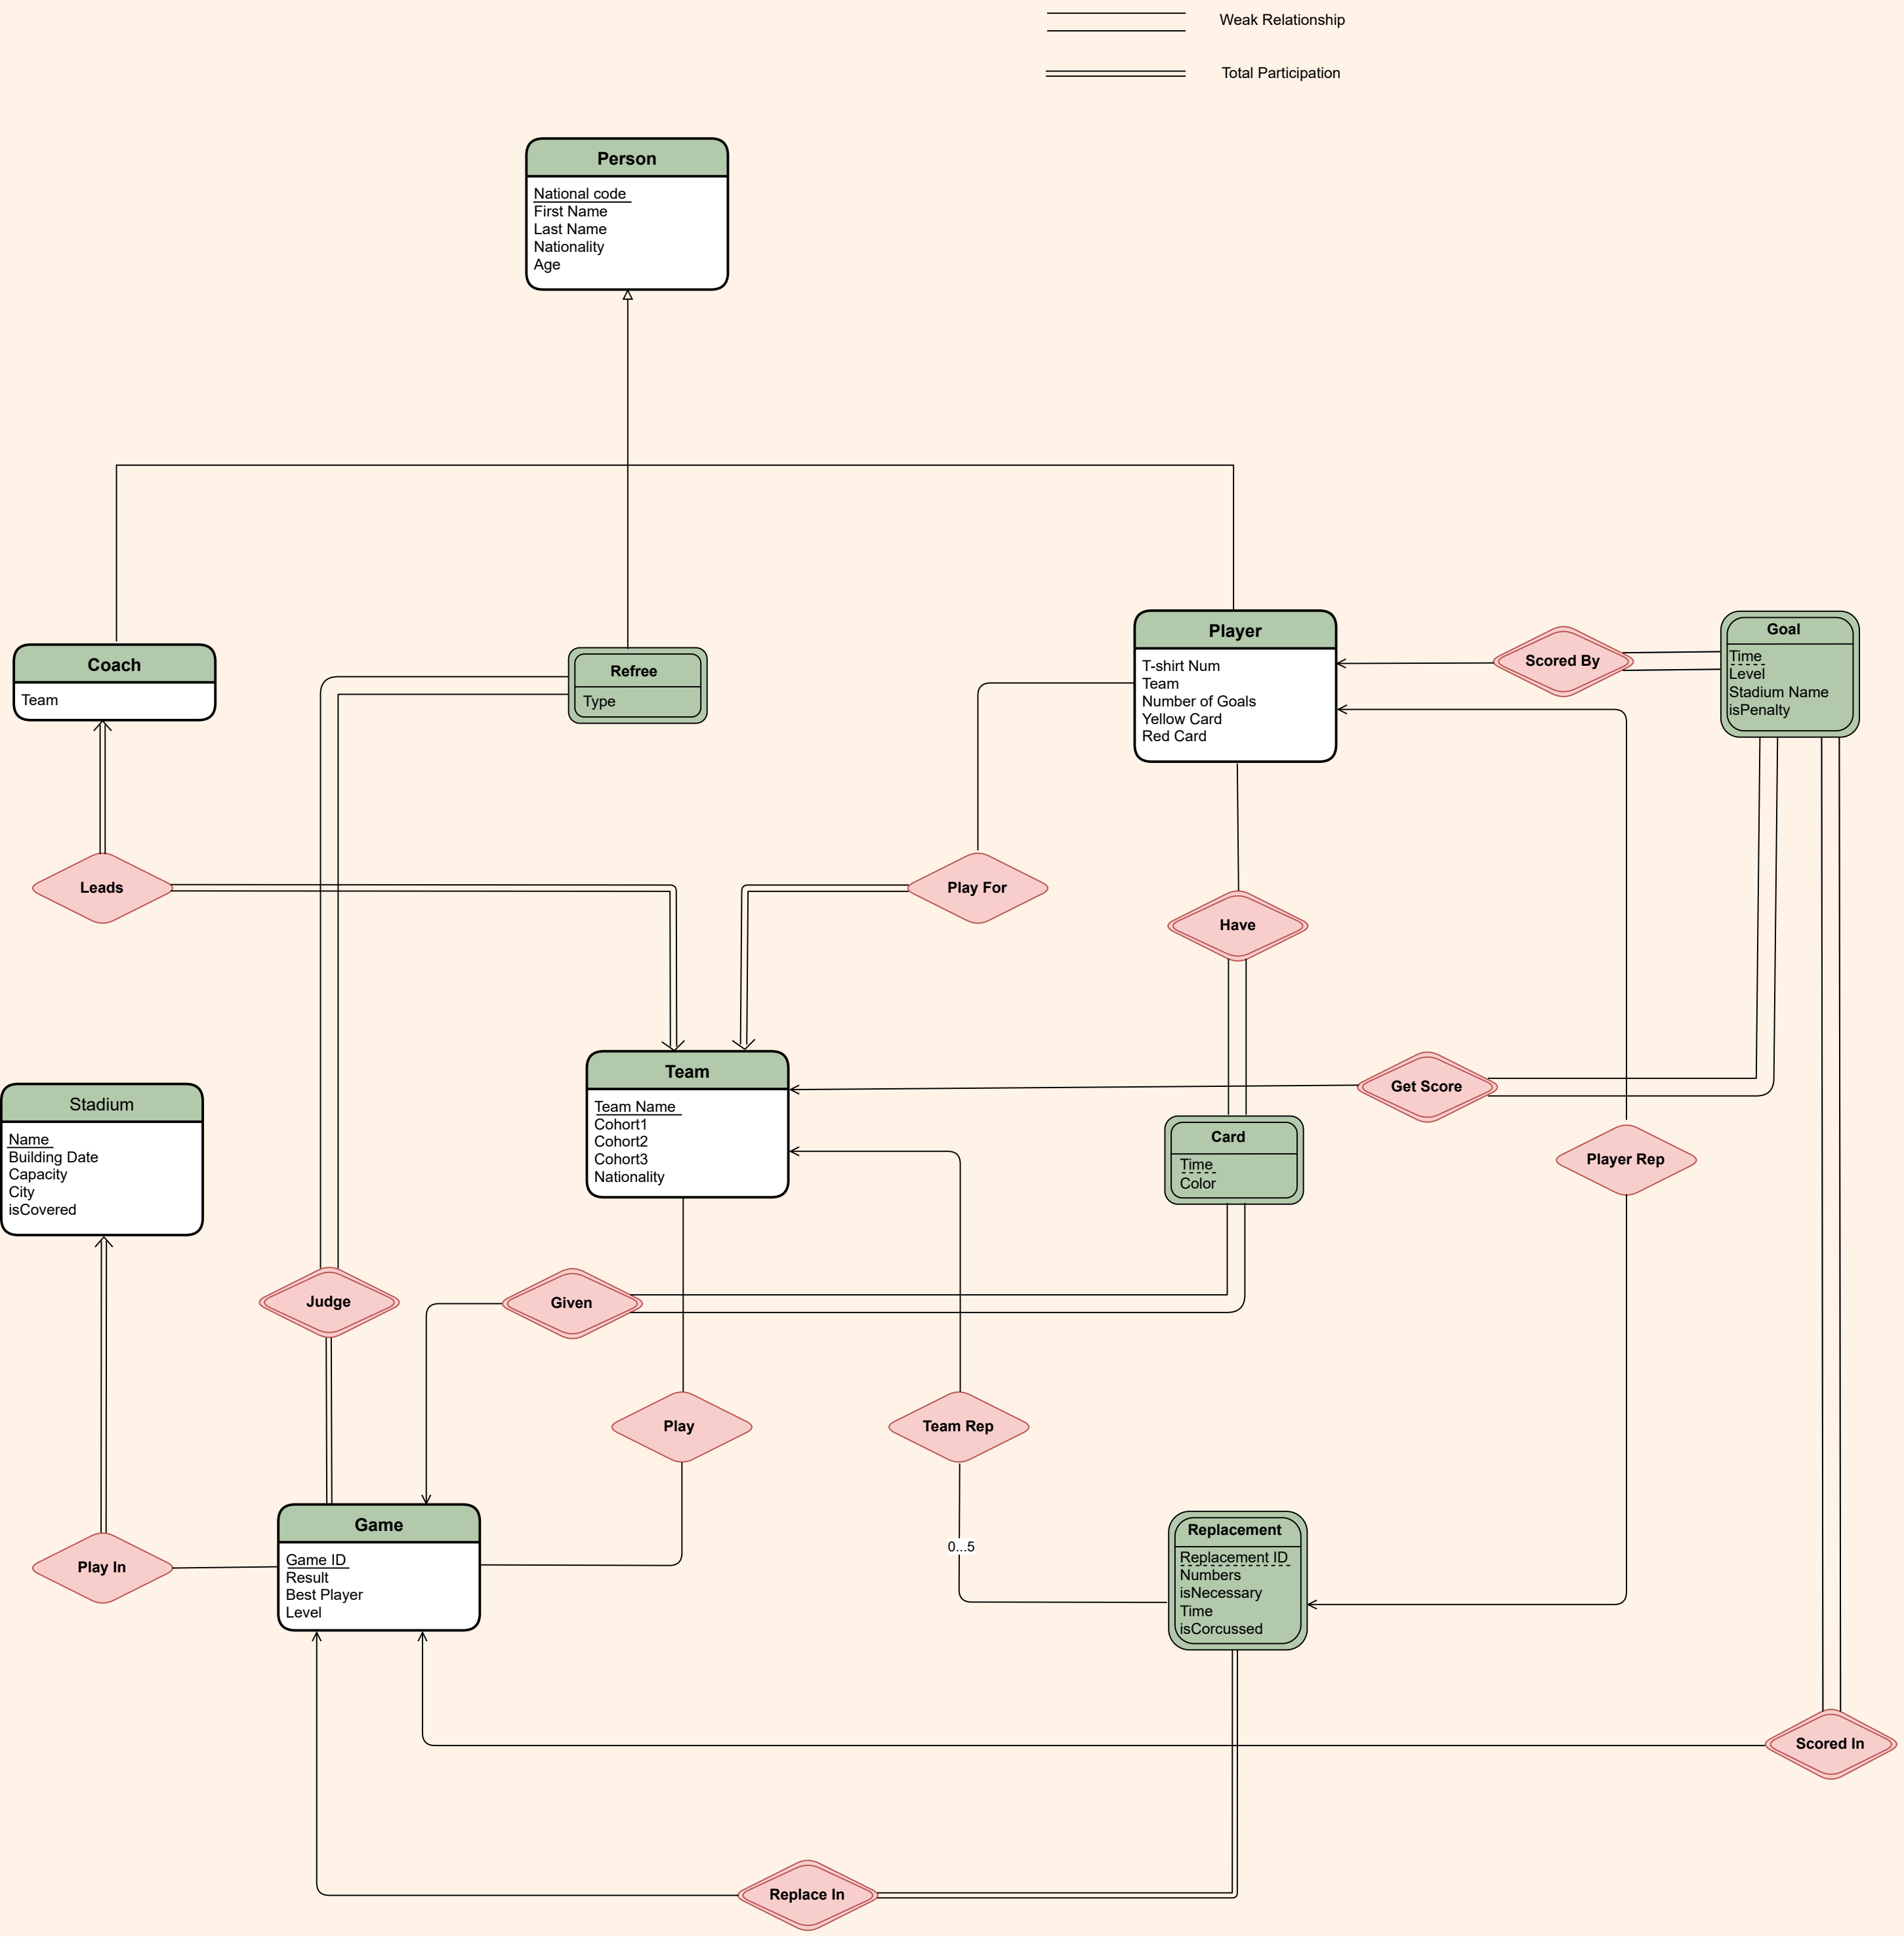 Weak Relationship
Total Participation
Person
National code
First Name
Last Name
Nationality
Age
Coach
Team
Refree
Type
Player
T-shirt Num
Team
Number of Goals
Yellow Card
Red Card
Scored By
Goal
Time
Level
Stadium Name
isPenalty
Leads
Play For
Have
Stadium
Name
Building Date
Capacity
City
isCovered
Team
Team Name
Cohort1
Cohort2
Cohort3
Nationality
Get Score
Card
Time
Color
Player Rep
Judge
Given
Play
Team Rep
0...5
Play In
Game
Game ID
Result
Best Player
Level
Replacement
Replacement ID
Numbers
isNecessary
Time
isCorcussed
Scored In
Replace In